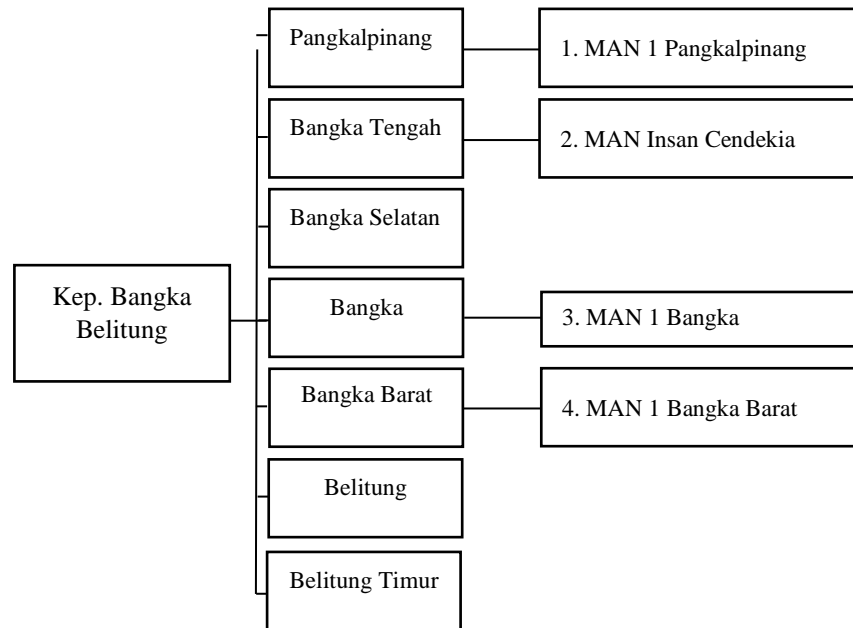 Pangkalpinang
1. MAN 1 Pangkalpinang
Bangka Tengah
2. MAN Insan Cendekia
Bangka Selatan
Kep. Bangka
Belitung
Bangka
3. MAN 1 Bangka
Bangka Barat
4. MAN 1 Bangka Barat
Belitung
Belitung Timur